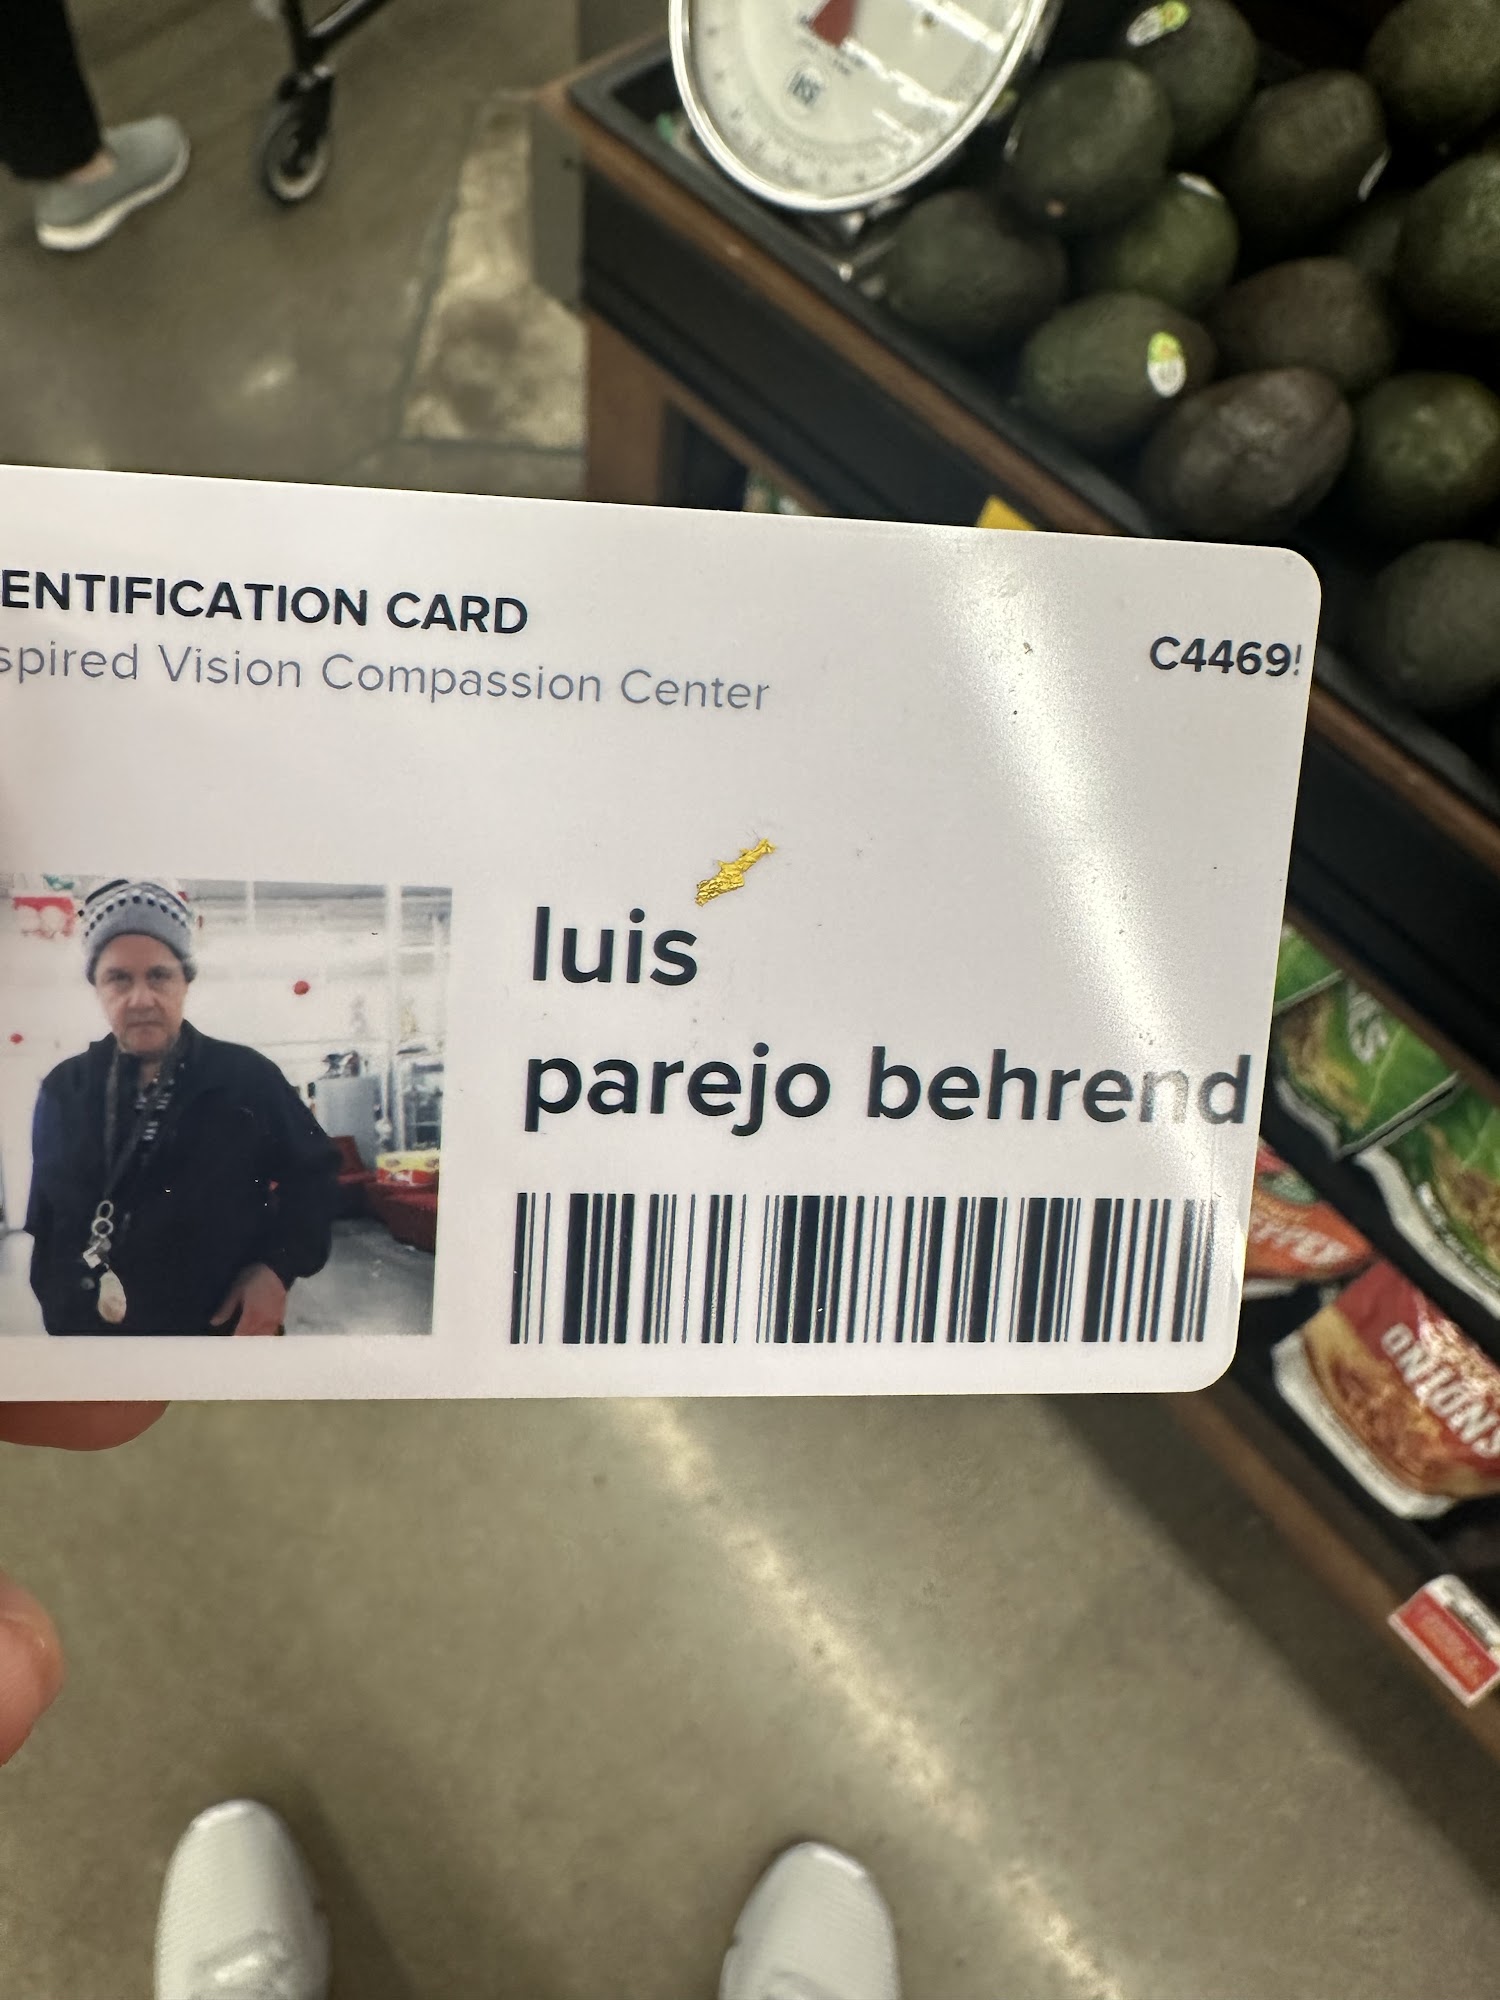 ENTIFICATION CARD
spired Vision Compassion Center
C4469
luis
parejo behrend
ONIONS